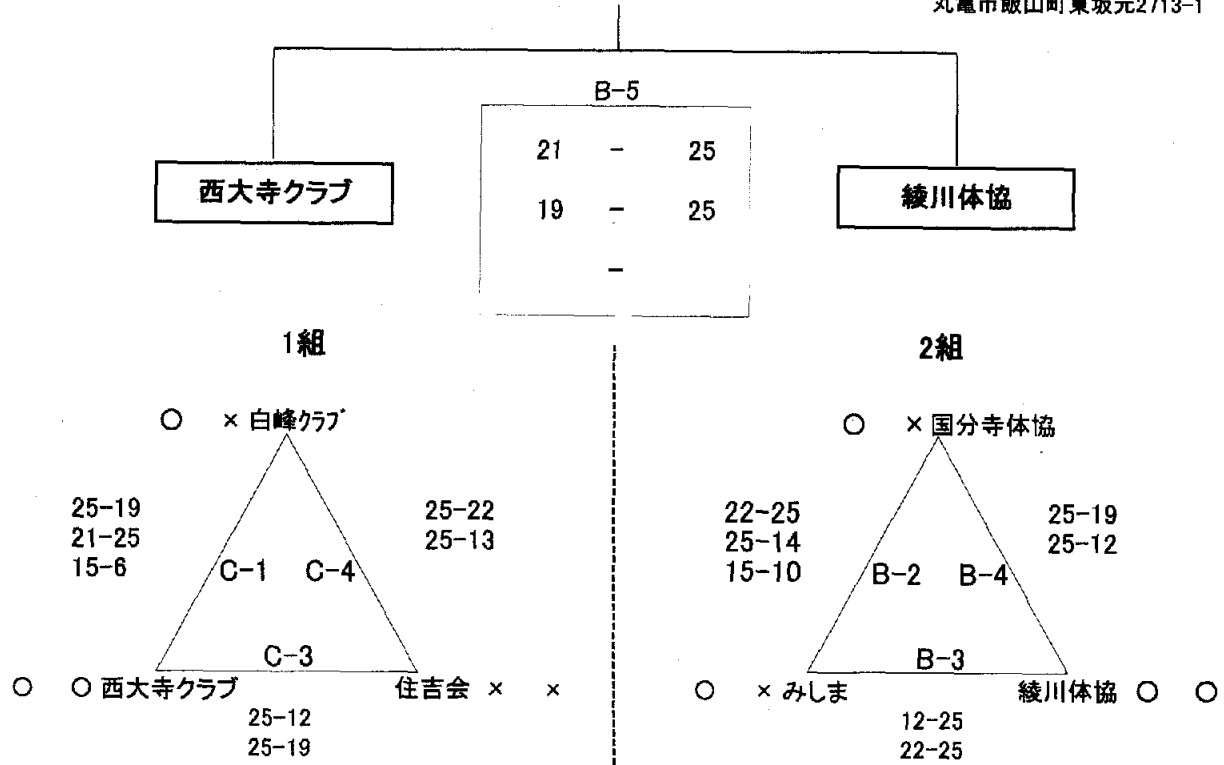 丸亀市飯山町東坂元2713-1
B-5
21 - 25
19 - 25
-
西大寺クラブ
綾川体協
1組
2組
○ × 白峰クラブ
○ × 国分寺体協
25-19
21-25
15-6
25-22
25-13
C-1 C-4
C-3
○ ○ 西大寺クラブ
住吉会 × ×
25-12
25-19
22-25
25-14
15-10
25-19
25-12
B-2 B-4
B-3
○ × みしま
綾川体協 ○ ○
12-25
22-25